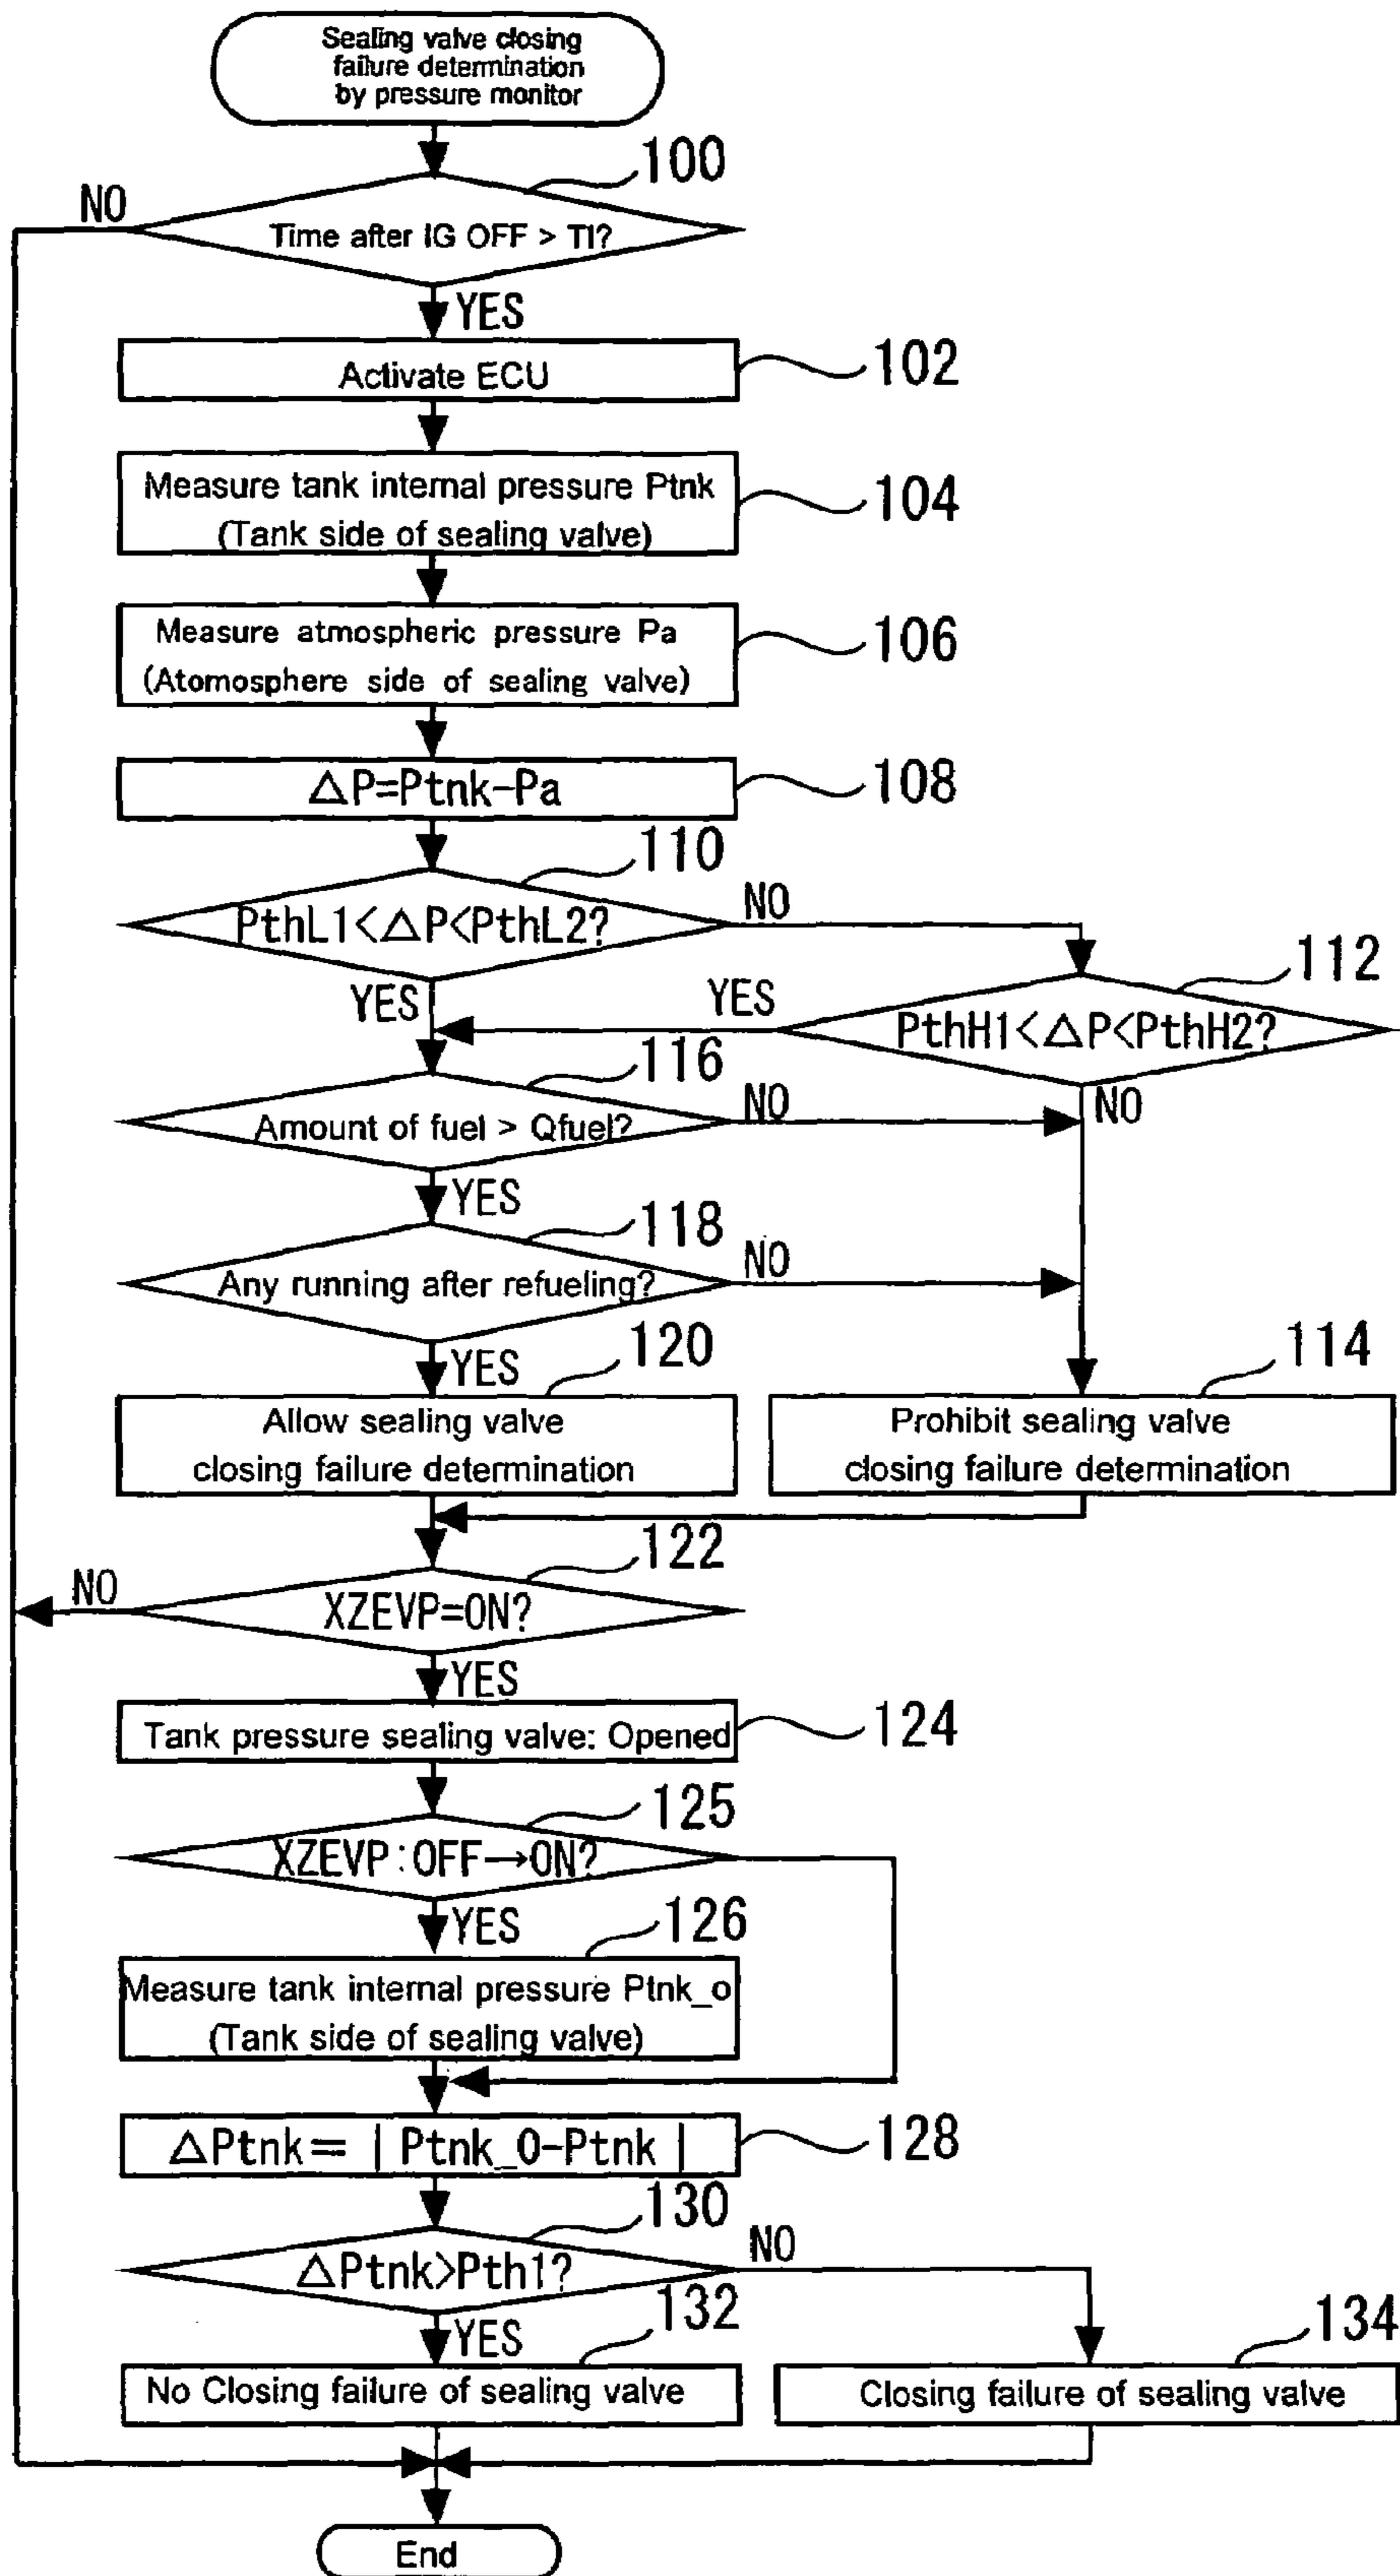 Sealing valve closing
failure determination
by pressure monitor
100
NO
Time after IG OFF > TI?
YES
Activate ECU
102
Measure tank internal pressure Ptnk
(Tank side of sealing valve)
104
Measure atmospheric pressure Pa
(Atomosphere side of sealing valve)
106
△P=Ptnk-Pa
108
110
PthL1<△P<PthL2?
NO
112
YES
YES
PthH1<△P<PthH2?
116
NO
NO
Amount of fuel > Qfuel?
YES
118
NO
Any running after refueling?
YES
120
114
Allow sealing valve
closing failure determination
Prohibit sealing valve
closing failure determination
122
NO
XZEVP=ON?
YES
Tank pressure sealing valve: Opened
124
125
XZEVP:OFF→ON?
YES
126
Measure tank internal pressure Ptnk_o
(Tank side of sealing valve)
△Ptnk= | Ptnk_0-Ptnk |
128
130
NO
△Ptnk>Pth1?
YES
132
134
No Closing failure of sealing valve
Closing failure of sealing valve
End